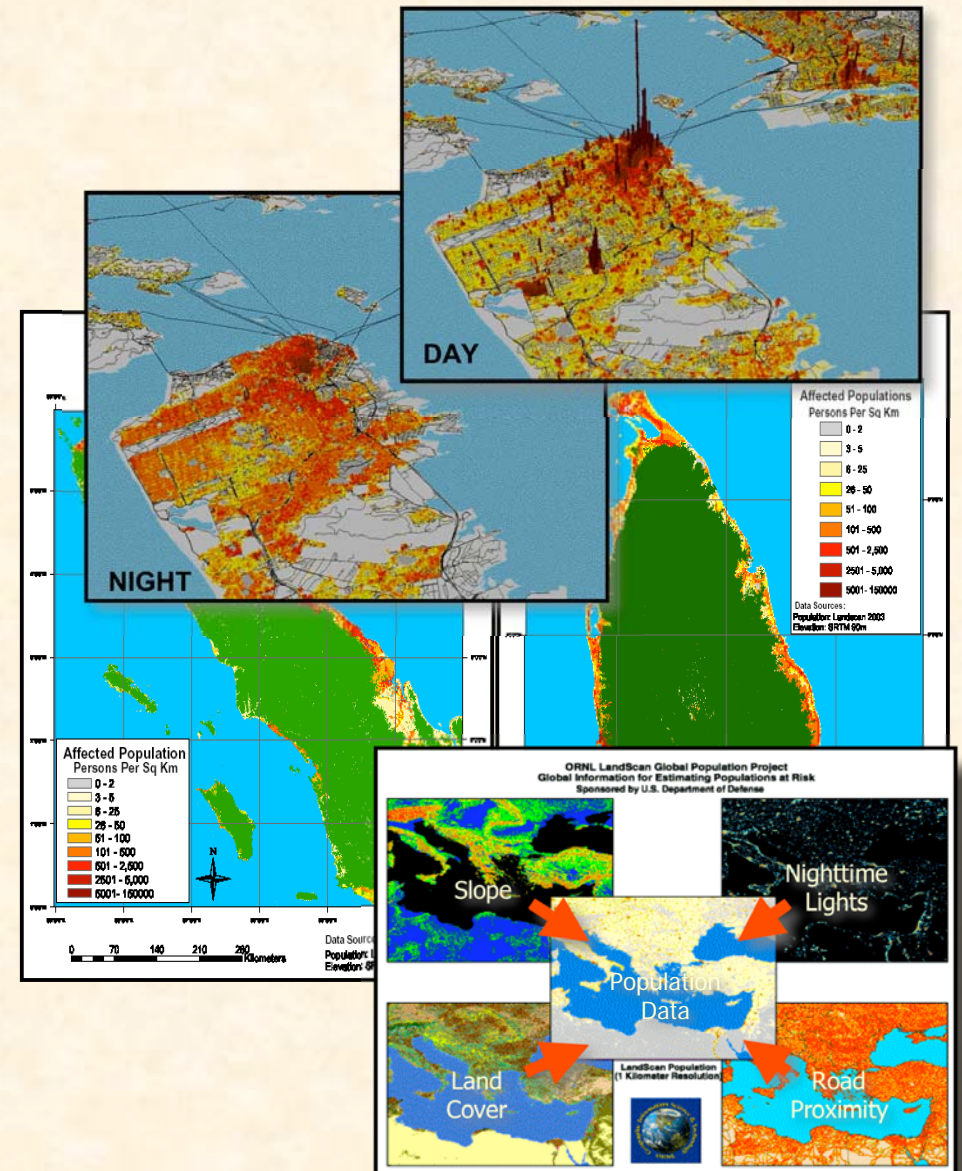 DAY
NIGHT
Affected Populations
Persons Per Sq Km
0 - 2
3 - 5
6 - 25
26 - 50
51 - 100
101 - 500
501 - 2,500
2501 - 5,000
5001- 150000
Data Sources:
Population: Landscan 2003
Elevation: SRTM 90m
Affected Population
Persons Per Sq Km
0 - 2
3 - 5
6 - 25
26 - 50
51 - 100
101 - 500
501 - 2,500
2501 - 5,000
5001- 150000
N
0 70 140 210 280
Kilometers
Data Sourc
Population: L
Elevation: SR
ORNL LandScan Global Population Project
Global Information for Estimating Populations at Risk
Sponsored by U.S. Department of Defense
Slope
Nighttime
Lights
Population
Data
Land
Cover
LandScan Population
(1 Kilometer Resolution)
Road
Proximity